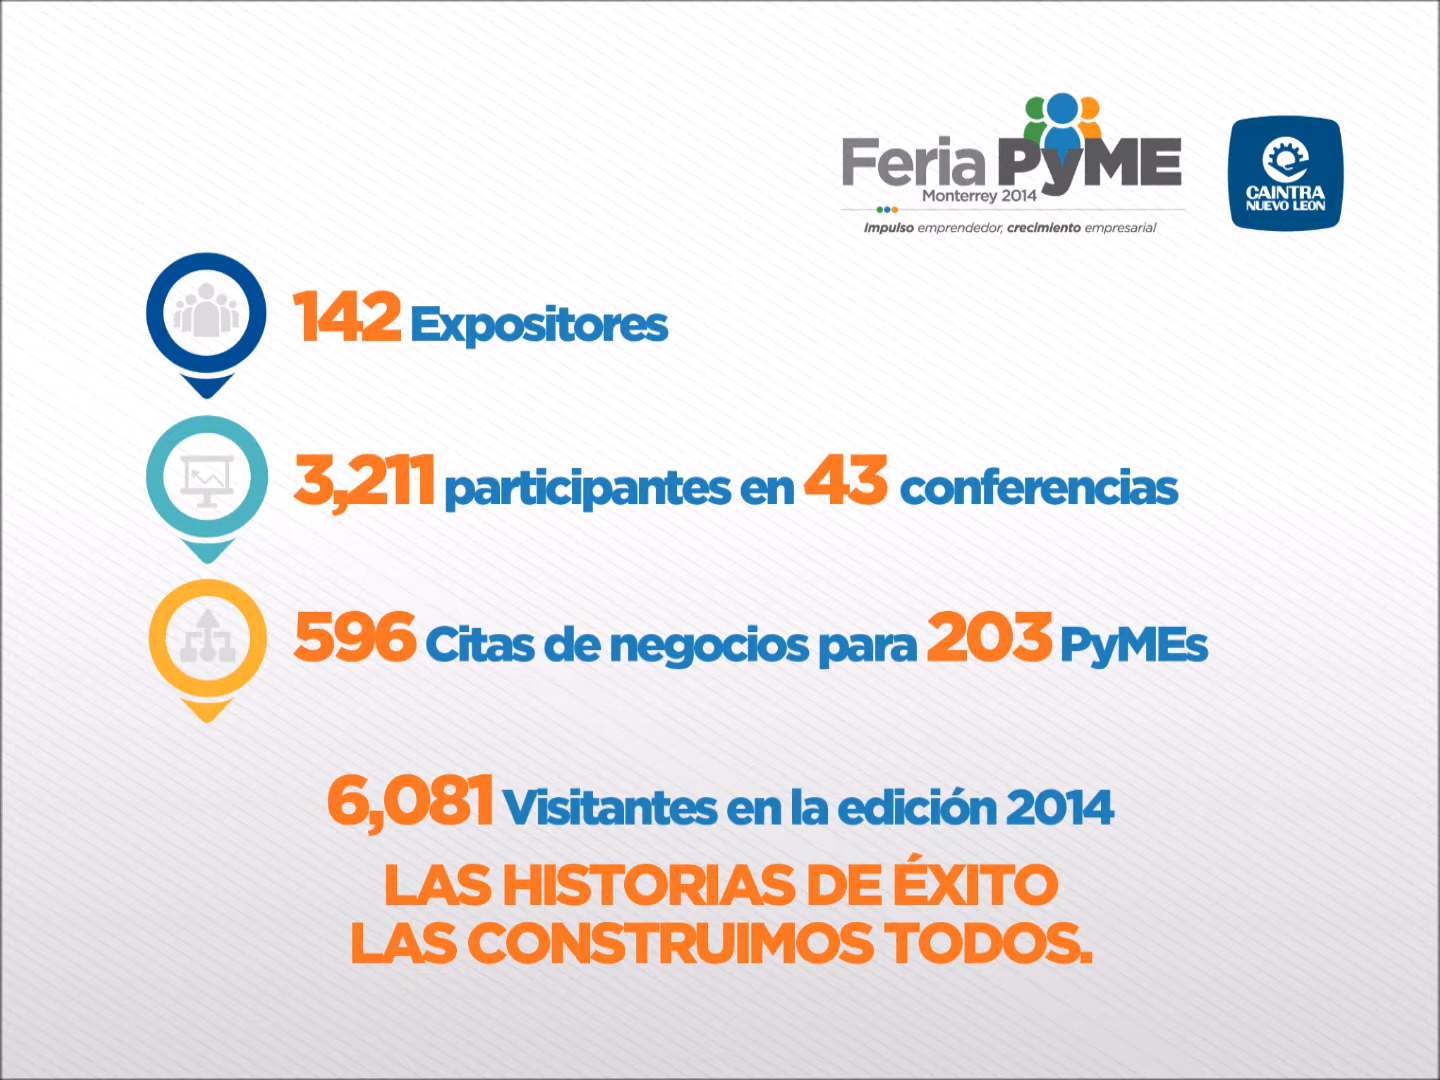 Feria PyME
Monterrey 2014
Impulso emprendedor, crecimiento empresarial
CAINTRA
NUEVO LEON
142 Expositores
3,211 participantes en 43 conferencias
596 Citas de negocios para 203 PyMEs
6,081 Visitantes en la edición 2014
LAS HISTORIAS DE ÉXITO
LAS CONSTRUIMOS TODOS.